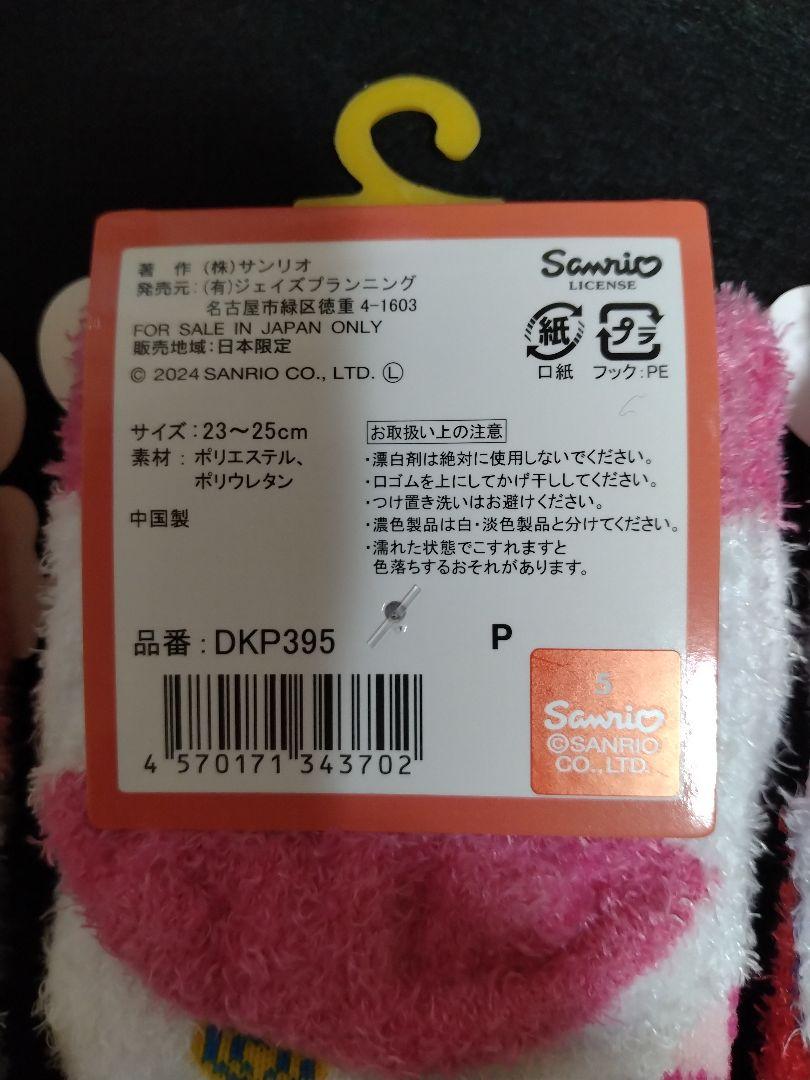 著 作 (株)サンリオ
発売元:(有)ジェイズプランニング
名古屋市緑区徳重 4-1603
FOR SALE IN JAPAN ONLY
販売地域:日本限定
© 2024 SANRIO CO., LTD. Ⓛ
Sanrio
LICENSE
紙
プラ
口紙 フック:PE
サイズ:23〜25cm
素材:ポリエステル、
ポリウレタン
中国製
お取扱い上の注意
・漂白剤は絶対に使用しないでください。
・口ゴムを上にしてかげ干ししてください。
・つけ置き洗いはお避けください。
・濃色製品は白・淡色製品と分けてください。
・濡れた状態でこすれますと
色落ちするおそれがあります。
品番:DKP395
P
4 570171 343702
5
Sanrio
©SANRIO
CO.,LTD.